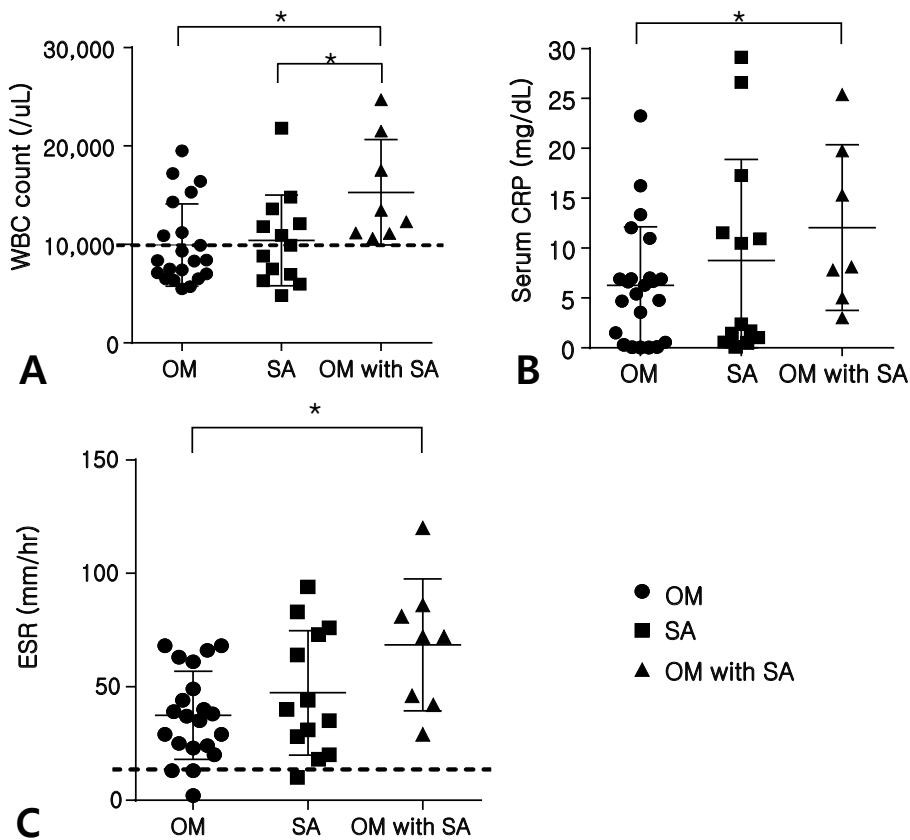 *
*
30,000
20,000
10,000
0
WBC count (/uL)
OM
SA
OM with SA
A
*
30
25
20
15
10
5
0
Serum CRP (mg/dL)
OM
SA
OM with SA
B
*
150
100
50
0
ESR (mm/hr)
OM
SA
OM with SA
C
OM
SA
OM with SA